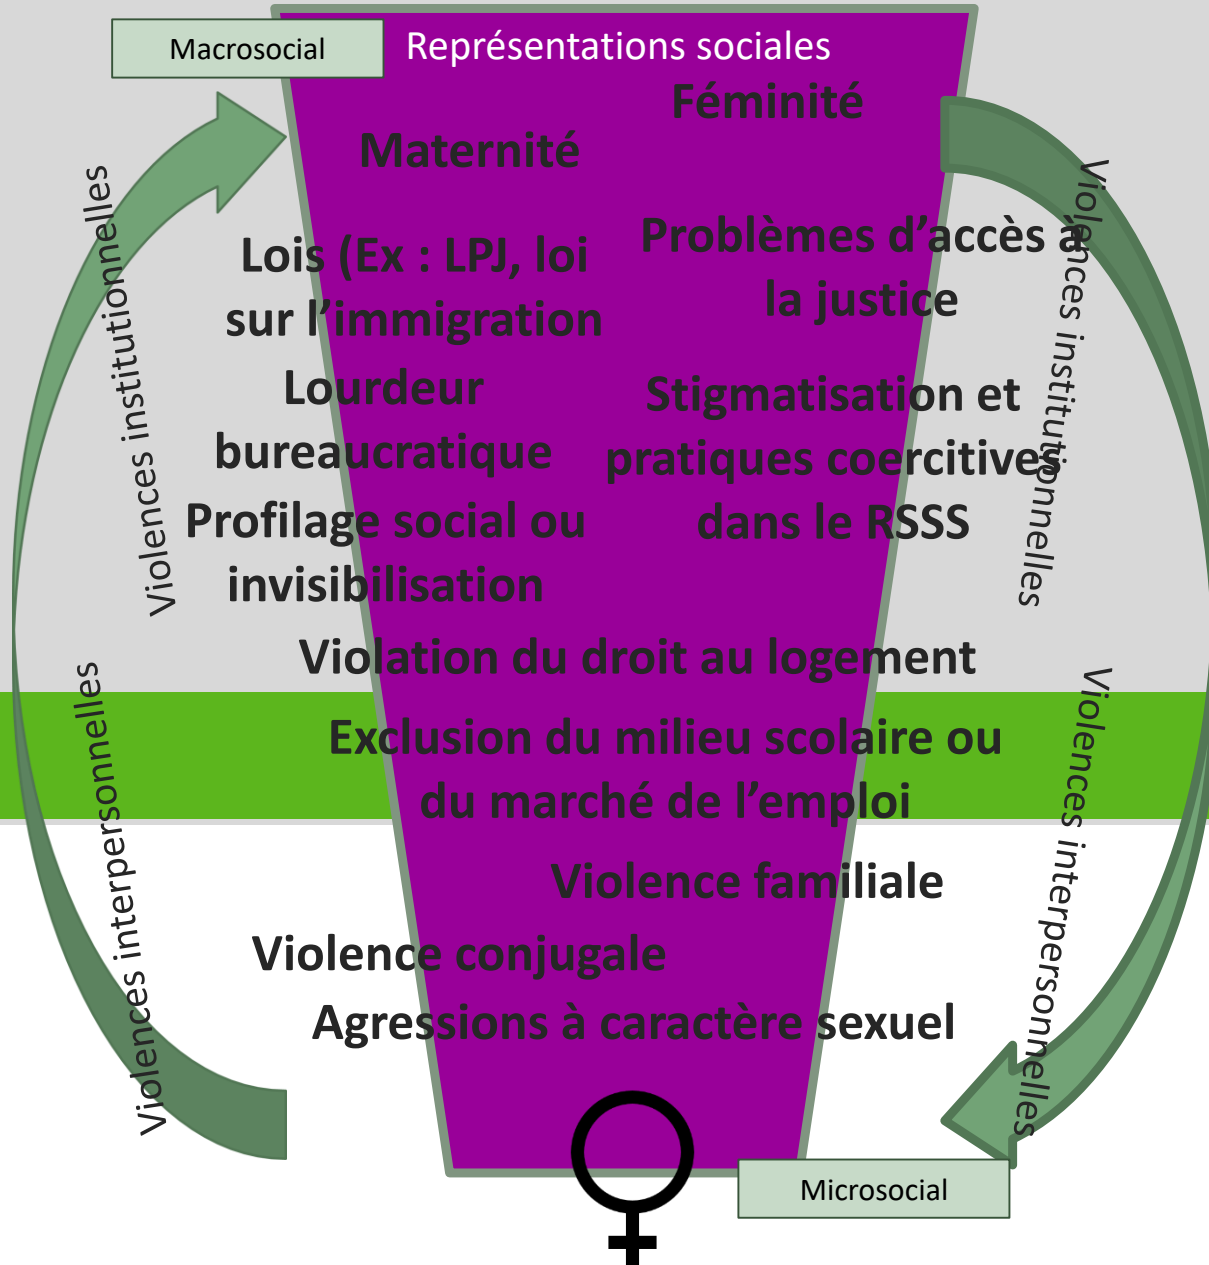 Macrosocial
Représentations sociales
Féminité
Maternité
Lois (Ex : LPJ, loi
sur l’immigration
Problèmes d’accès à
la justice
Lourdeur
bureaucratique
Stigmatisation et
pratiques coercitives
dans le RSSS
Profilage social ou
invisibilisation
Violences institutionnelles
Violences institutionnelles
Violation du droit au logement
Exclusion du milieu scolaire ou
du marché de l’emploi
Violence familiale
Violence conjugale
Agressions à caractère sexuel
Violences interpersonnelles
Violences interpersonnelles
Microsocial